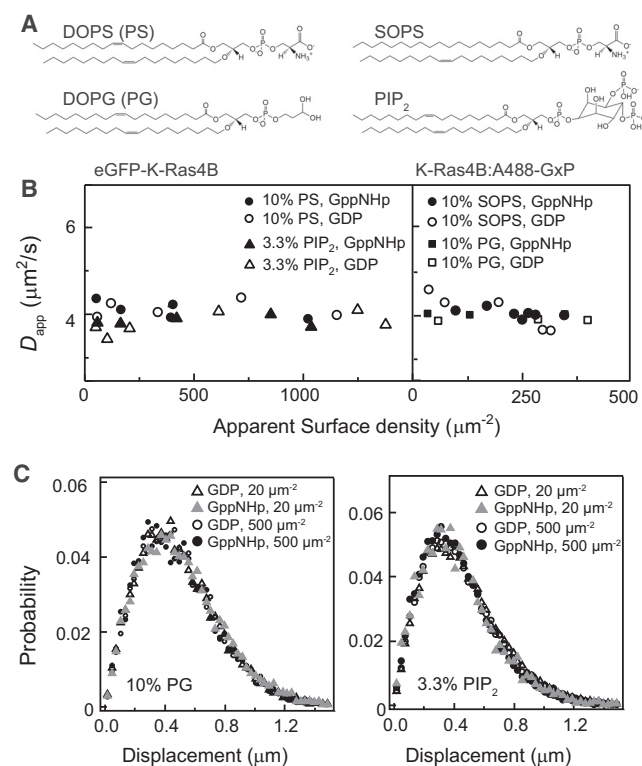 A
DOPS (PS)
SOPS
DOPG (PG)
PIP₂
eGFP-K-Ras4B
K-Ras4B:A488-GxP
B
10% PS, GppNHp
10% PS, GDP
3.3% PIP₂, GppNHp
3.3% PIP₂, GDP
10% SOPS, GppNHp
10% SOPS, GDP
10% PG, GppNHp
10% PG, GDP
D_app (μm²/s)
6
4
2
0
500
1000
0
250
500
Apparent Surface density (μm⁻²)
C
GDP, 20 μm⁻²
GppNHp, 20 μm⁻²
GDP, 500 μm⁻²
GppNHp, 500 μm⁻²
Probability
0.06
0.04
0.02
0
10% PG
0.0
0.4
0.8
1.2
Displacement (μm)
GDP, 20 μm⁻²
GppNHp, 20 μm⁻²
GDP, 500 μm⁻²
GppNHp, 500 μm⁻²
0.06
0.04
0.02
0
3.3% PIP₂
0.0
0.4
0.8
1.2
Displacement (μm)